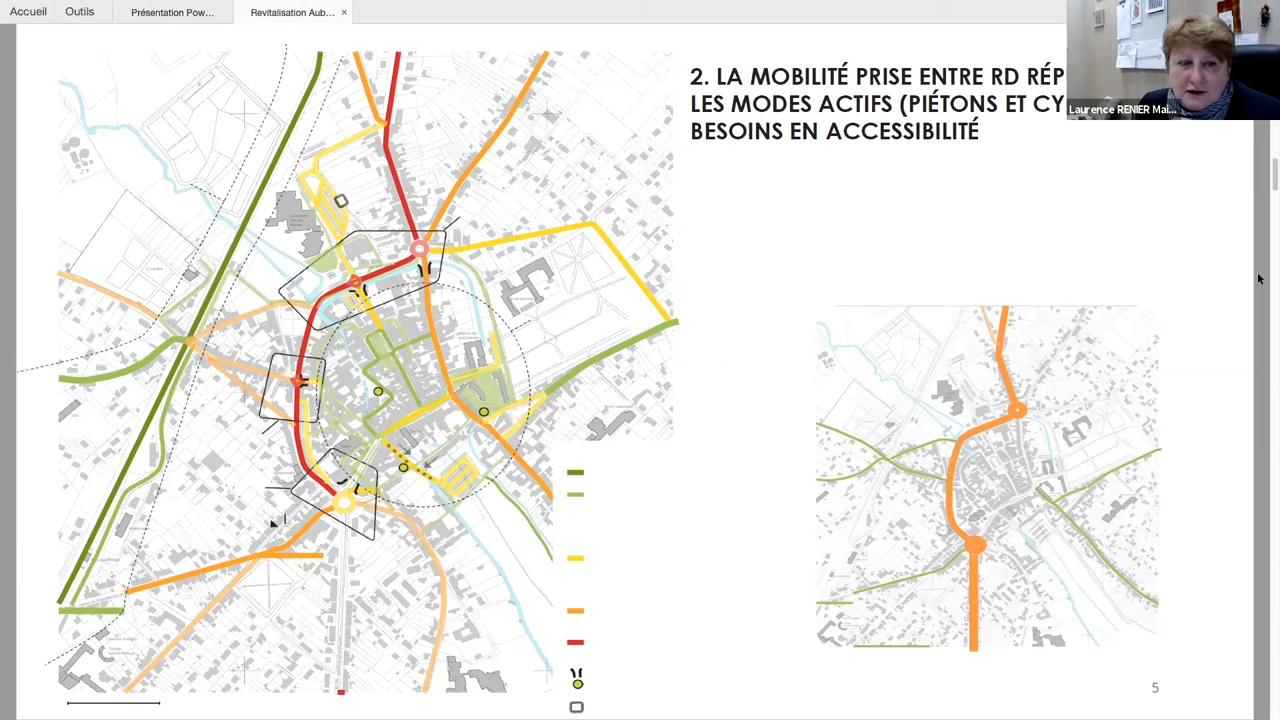 Accueil
Outils
Présentation Pow…
Revitalisation Aub…
×
2. LA MOBILITÉ PRISE ENTRE RD RÉP
LES MODES ACTIFS (PIÉTONS ET CY
BESOINS EN ACCESSIBILITÉ
Laurence RENIER Mai...
5